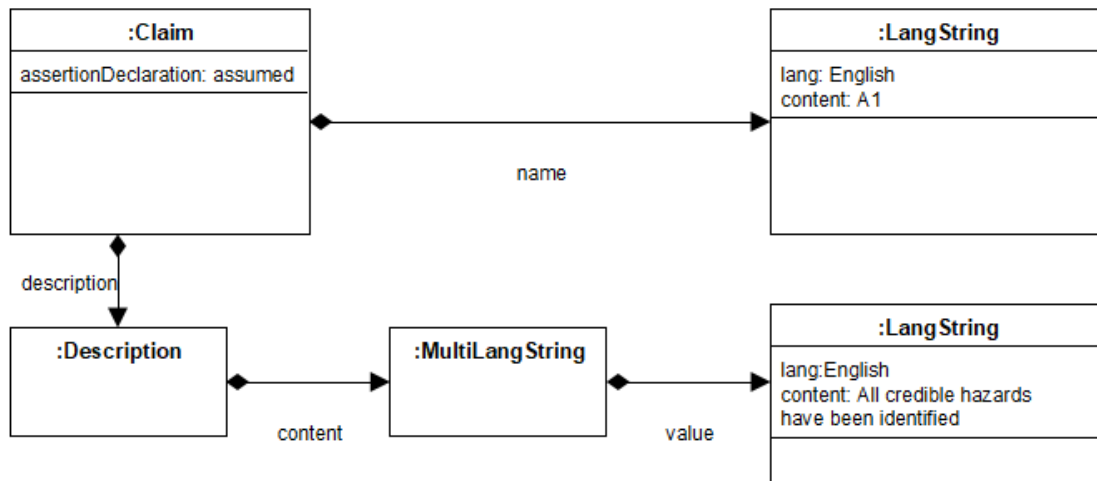 :Claim
assertionDeclaration: assumed
:LangString
lang: English
content: A1
name
description
:Description
:MultiLangString
:LangString
lang:English
content: All credible hazards
have been identified
content
value